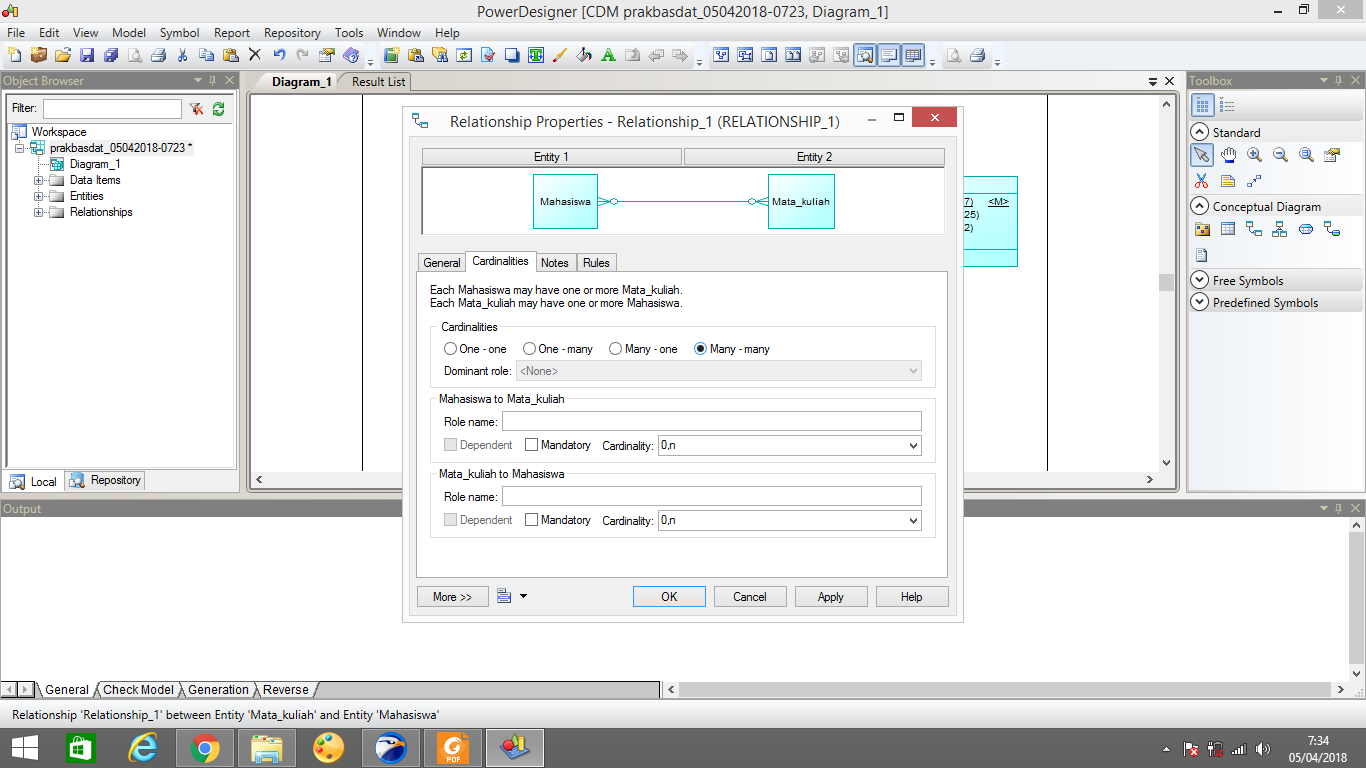 PowerDesigner [CDM prakbasdat_05042018-0723, Diagram_1]
File Edit View Model Symbol Report Repository Tools Window Help
Object Browser
Filter:
Workspace
prakbasdat_05042018-0723 *
Diagram_1
Data Items
Entities
Relationships
Local Repository
Diagram_1 Result List
Relationship Properties - Relationship_1 (RELATIONSHIP_1)
Entity 1 Entity 2
Mahasiswa Mata_kuliah
General Cardinalities Notes Rules
Each Mahasiswa may have one or more Mata_kuliah.
Each Mata_kuliah may have one or more Mahasiswa.
Cardinalities
One - one One - many Many - one Many - many
Dominant role: <None>
Mahasiswa to Mata_kuliah
Role name:
Dependent Mandatory Cardinality: 0,n
Mata_kuliah to Mahasiswa
Role name:
Dependent Mandatory Cardinality: 0,n
More >> OK Cancel Apply Help
7) <M>
25)
2)
Toolbox
Standard
Conceptual Diagram
Free Symbols
Predefined Symbols
Output
General Check Model Generation Reverse
Relationship 'Relationship_1' between Entity 'Mata_kuliah' and Entity 'Mahasiswa'
PDF
7:34
05/04/2018